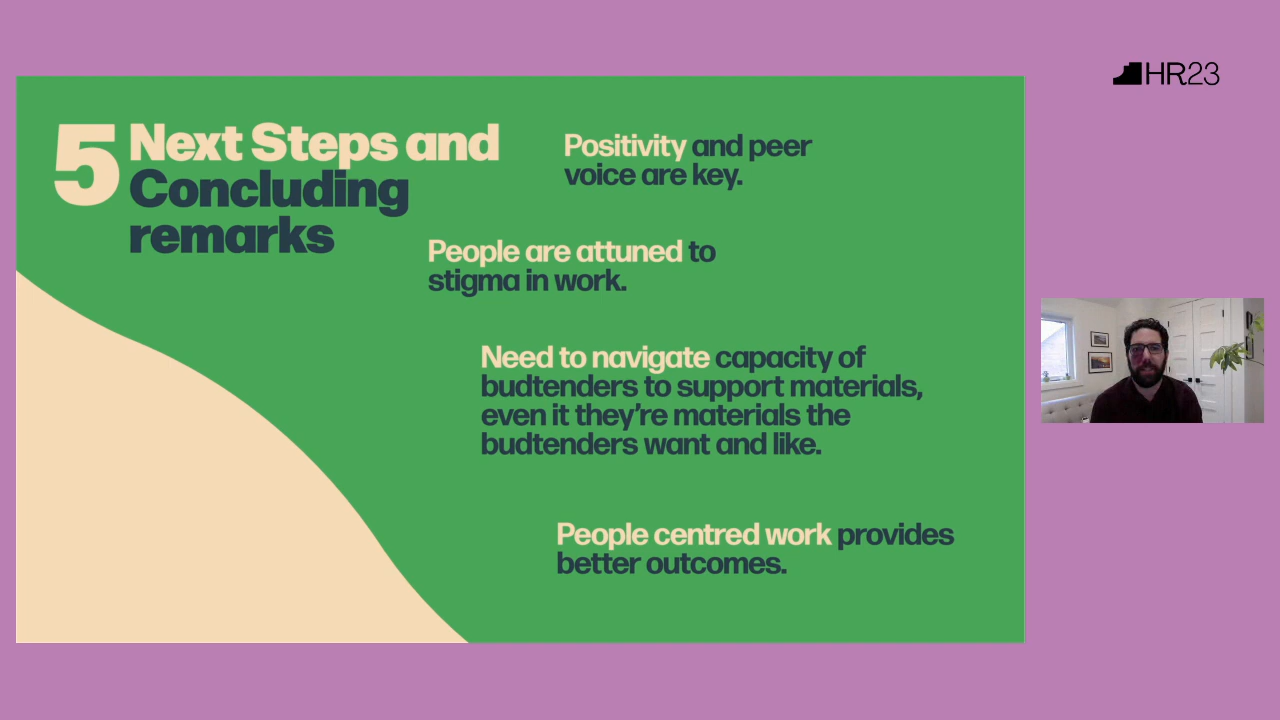 HR23
5 Next Steps and
Concluding
remarks
Positivity and peer
voice are key.
People are attuned to
stigma in work.
Need to navigate capacity of
budtenders to support materials,
even it they’re materials the
budtenders want and like.
People centred work provides
better outcomes.